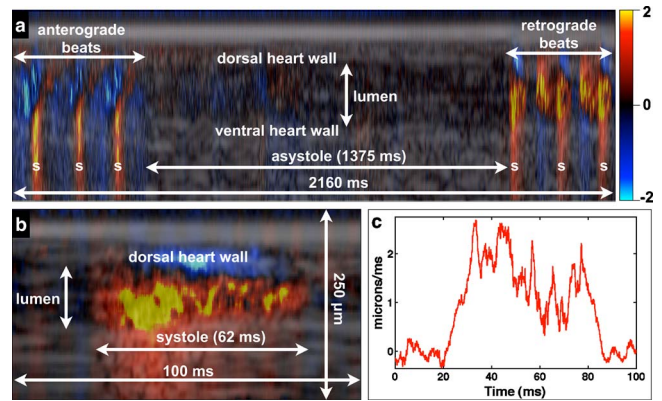 a
anterograde
beats
retrograde
beats
dorsal heart wall
lumen
ventral heart wall
s s s s s
asystole (1375 ms)
2160 ms
2
0
-2
b
dorsal heart wall
lumen
250 µm
systole (62 ms)
100 ms
c
microns/ms
2
1
0
0 20 40 60 80 100
Time (ms)